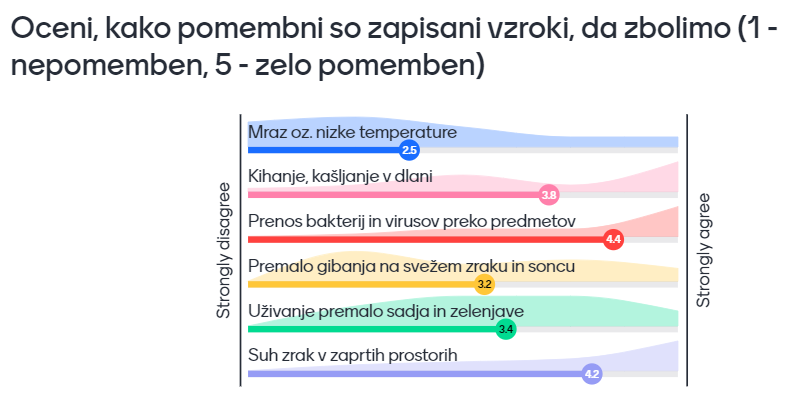 Oceni, kako pomembni so zapisani vzroki, da zbolimo (1 -
nepomemben, 5 - zelo pomemben)
Strongly disagree
Mraz oz. nizke temperature
2.5
Kihanje, kašljanje v dlani
3.8
Prenos bakterij in virusov preko predmetov
4.4
Premalo gibanja na svežem zraku in soncu
3.2
Uživanje premalo sadja in zelenjave
3.4
Suh zrak v zaprtih prostorih
4.2
Strongly agree